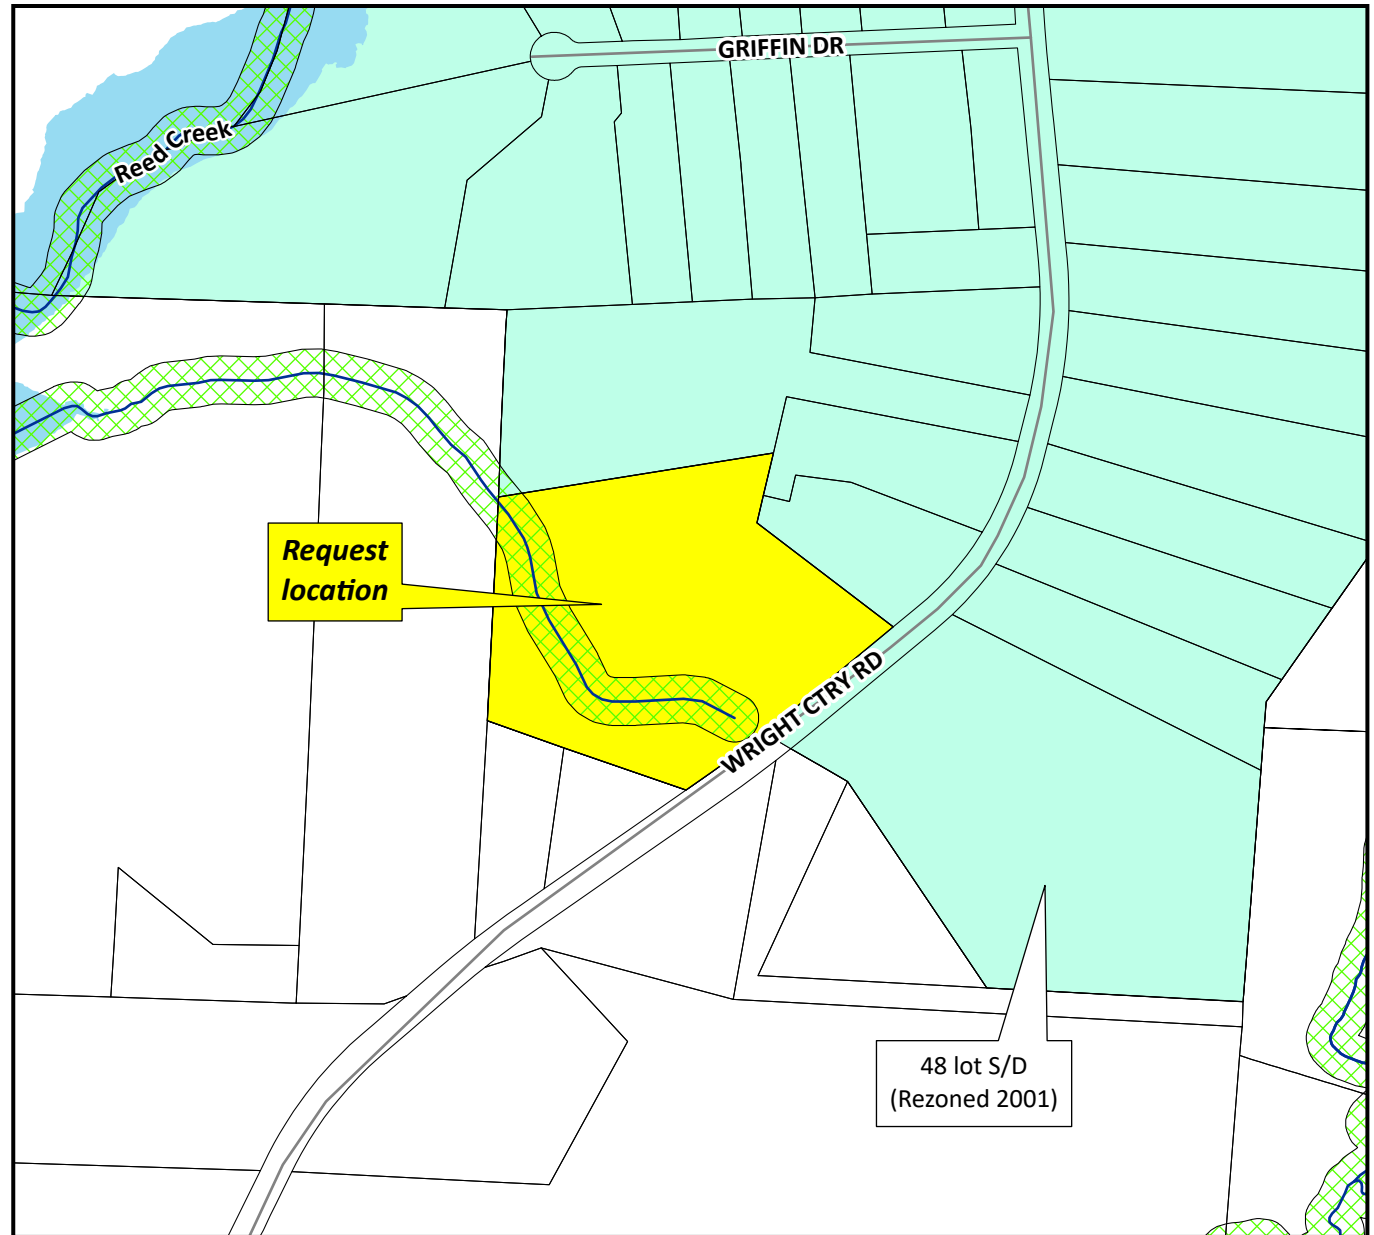 GRIFFIN DR
Reed Creek
Request
location
WRIGHT CTRY RD
48 lot S/D
(Rezoned 2001)